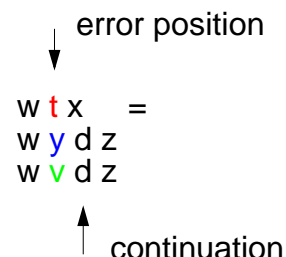 error position
w t x =
w y d z
w v d z
continuation